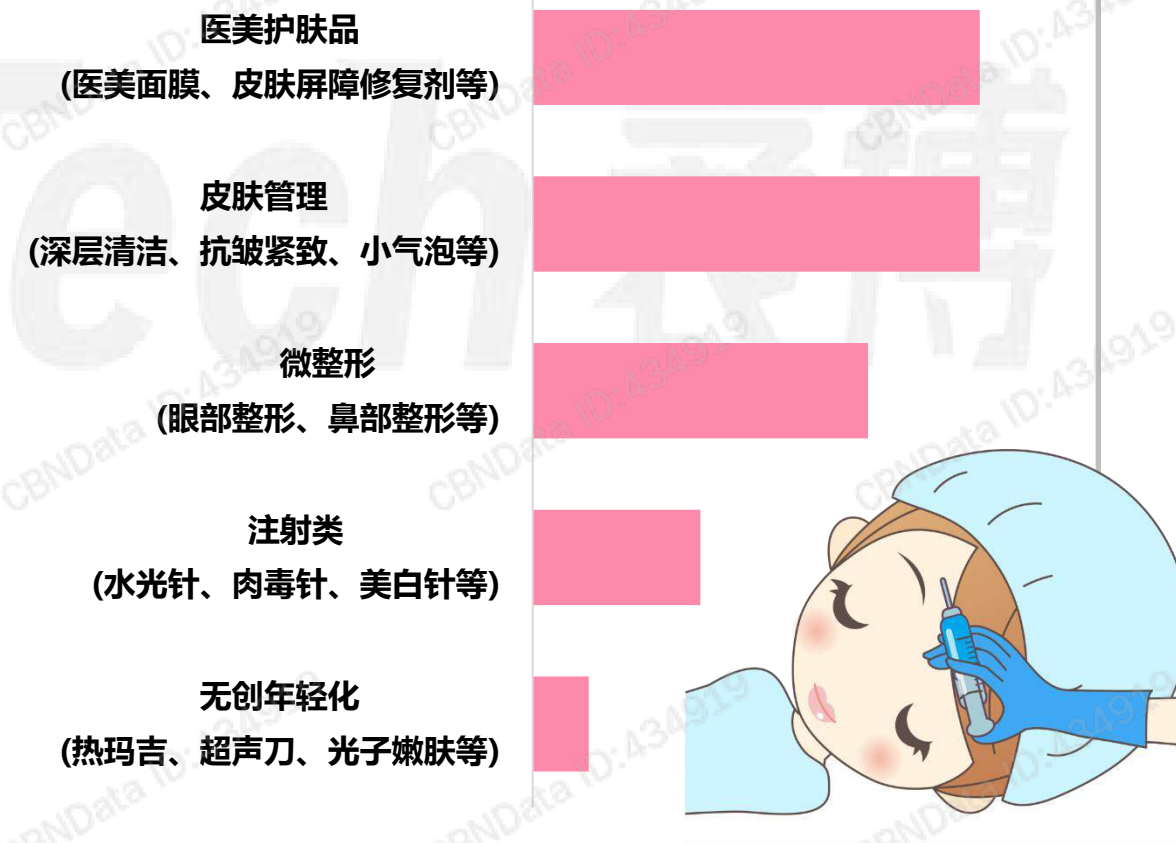 医美护肤品
(医美面膜、皮肤屏障修复剂等)
皮肤管理
(深层清洁、抗皱紧致、小气泡等)
微整形
(眼部整形、鼻部整形等)
注射类
(水光针、肉毒针、美白针等)
无创年轻化
(热玛吉、超声刀、光子嫩肤等)
CBNData ID:434919